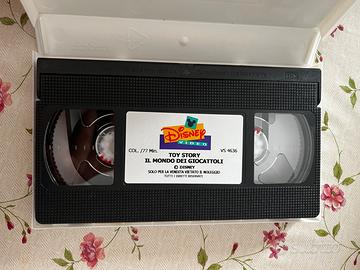 Disney
VIDEO
COL. /77 Min.
VS 4636
TOY STORY
IL MONDO DEI GIOCATTOLI
© DISNEY
SOLO PER LA VENDITA VIETATO IL NOLEGGIO
TUTTI I DIRITTI RISERVATI